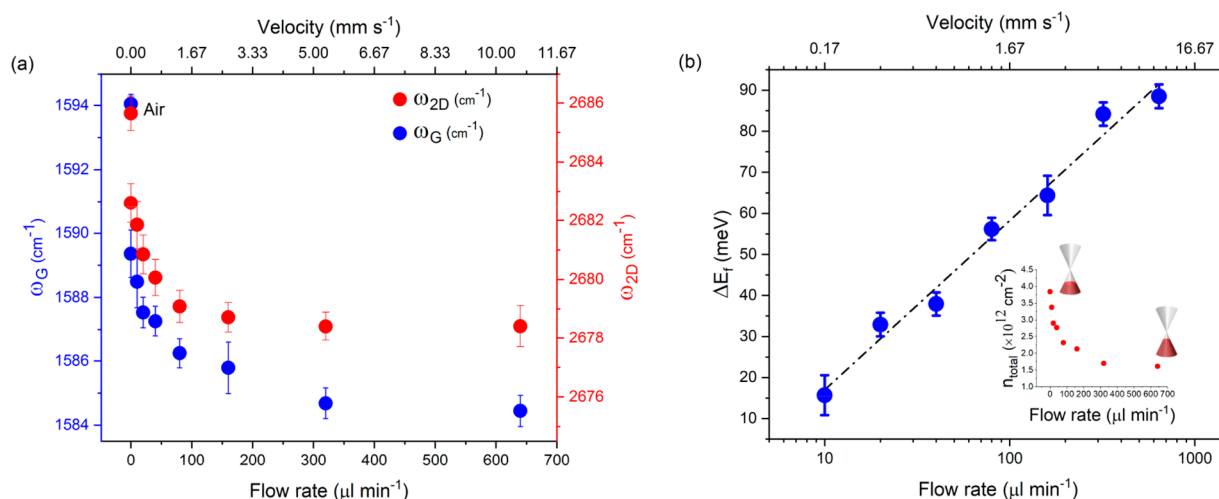 Velocity (mm s⁻¹)
0.00 1.67 3.33 5.00 6.67 8.33 10.00 11.67
(a)
1594
1592
1590
1588
1586
1584
ω_G (cm⁻¹)
Air
ω_2D (cm⁻¹)
ω_G (cm⁻¹)
2686
2684
2682
2680
2678
2676
ω_2D (cm⁻¹)
0 100 200 300 400 500 600 700
Flow rate (μl min⁻¹)
Velocity (mm s⁻¹)
0.17 1.67 16.67
(b)
90
80
70
60
50
40
30
20
10
ΔE_f (meV)
4.5
4.0
3.5
3.0
2.5
2.0
1.5
1.0
n_total (×10¹² cm⁻²)
0 100 200 300 400 500 600 700
Flow rate (μl min⁻¹)
10 100 1000
Flow rate (μl min⁻¹)